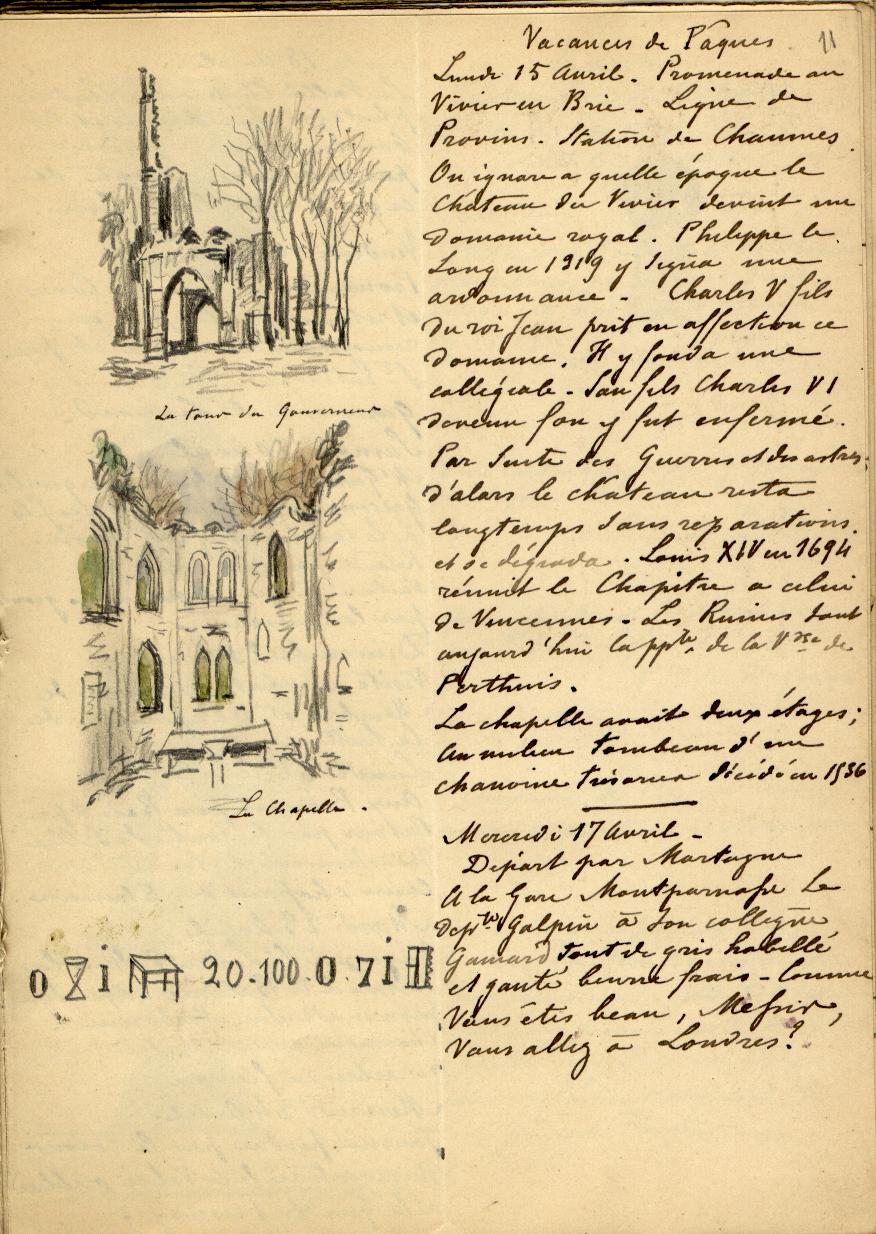 11
Vacances de Pâques
Lundi 15 Avril. Promenade au
Vivier en Brie - Ligne de
Provins. Station de Chaumes
On ignore a quelle époque le
Château du Vivier devint un
domaine royal. Philippe le
Long en 1319 y signa une
ordonnance - Charles V fils
du roi Jean prit en affection ce
domaine. Il y fonda une
collégiale - Son fils Charles VI
devenu fou y fut enfermé.
Par suite des Guerres et désastres
d'alors le chateau resta
longtemps sans réparations
et se dégrada. Louis XIV en 1694
réunit le Chapitre a celui
de Vincennes - Les Ruines sont
aujourd'hui la ppté de la Vsse de
Perthuis.
La chapelle avait deux étages ;
Au milieu tombeau d'un
chanoine trésorier décédé en 1536
La tour du Gouverneur
La Chapelle -
Mercredi 17 Avril -
Départ par Mortagne
A la Gare Montparnasse Le
député Galpin à son collègue
Gamard tout de gris habillé
et ganté beurre frais - Comme
Vous êtes beau, Messir,
Vous allez à Londres ?
0 i 20.100.0.7 i